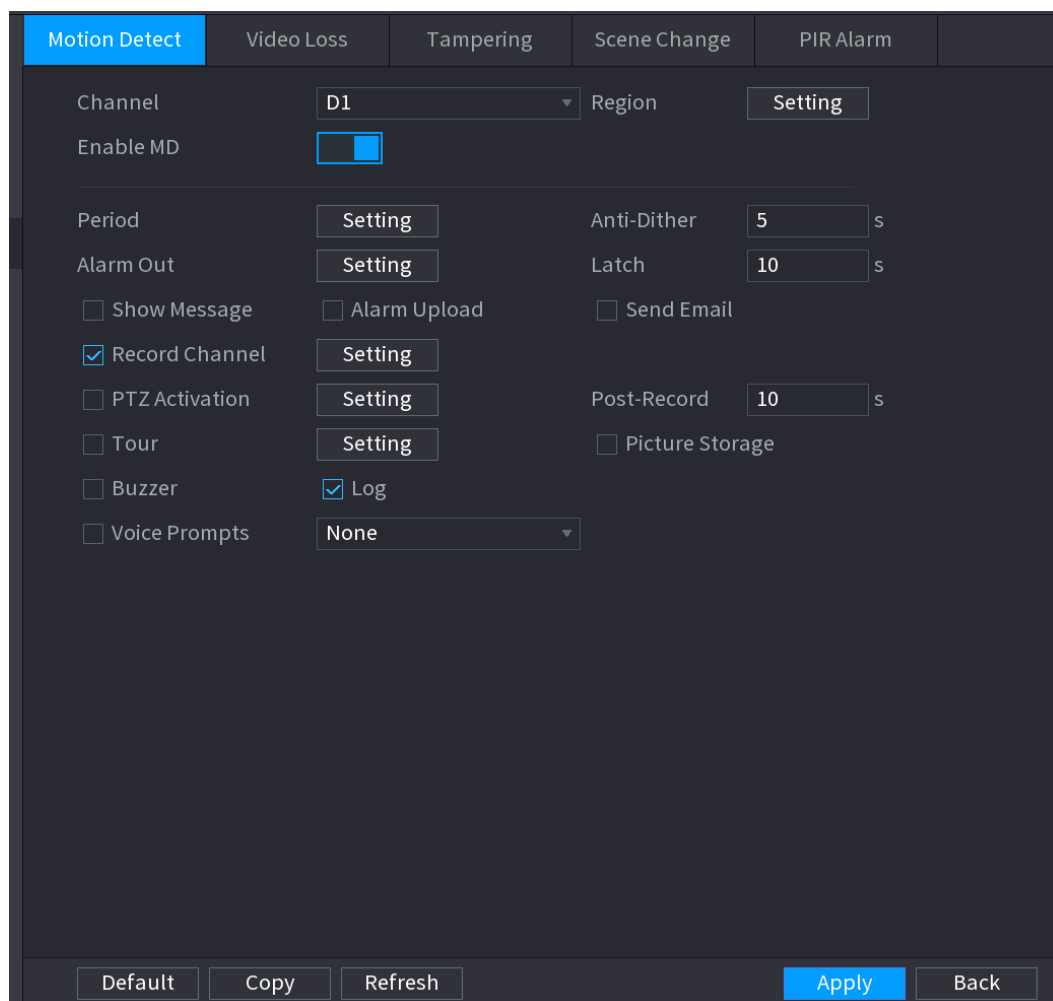 Motion Detect Video Loss Tampering Scene Change PIR Alarm
Channel D1 Region Setting
Enable MD
Period Setting Anti-Dither 5 s
Alarm Out Setting Latch 10 s
Show Message Alarm Upload Send Email
Record Channel Setting
PTZ Activation Setting Post-Record 10 s
Tour Setting Picture Storage
Buzzer Log
Voice Prompts None
Default Copy Refresh Apply Back